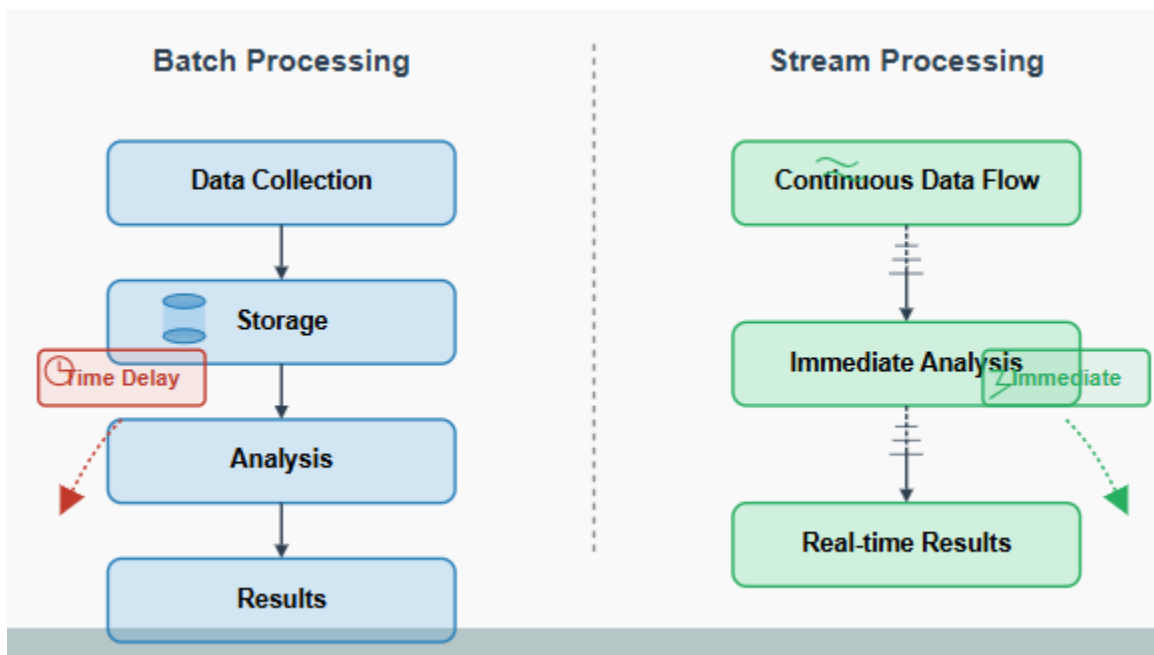 Batch Processing
Data Collection
Storage
Time Delay
Analysis
Results
Stream Processing
Continuous Data Flow
Immediate Analysis
Immediate
Real-time Results